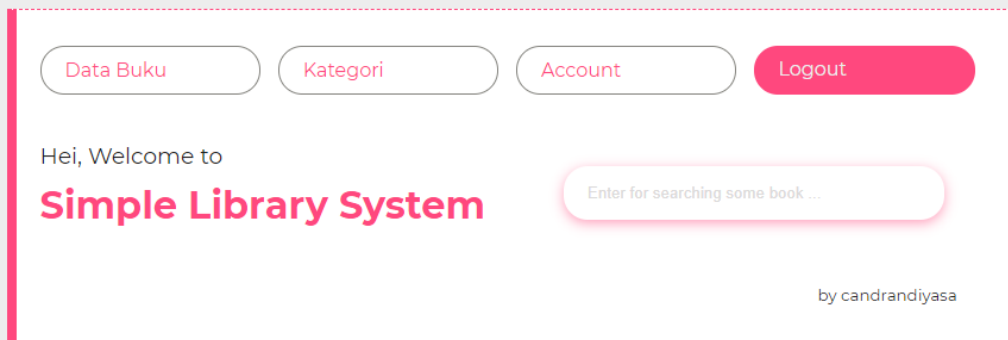 Data Buku
Kategori
Account
Logout
Hei, Welcome to
Simple Library System
Enter for searching some book ...
by candrandiyasa